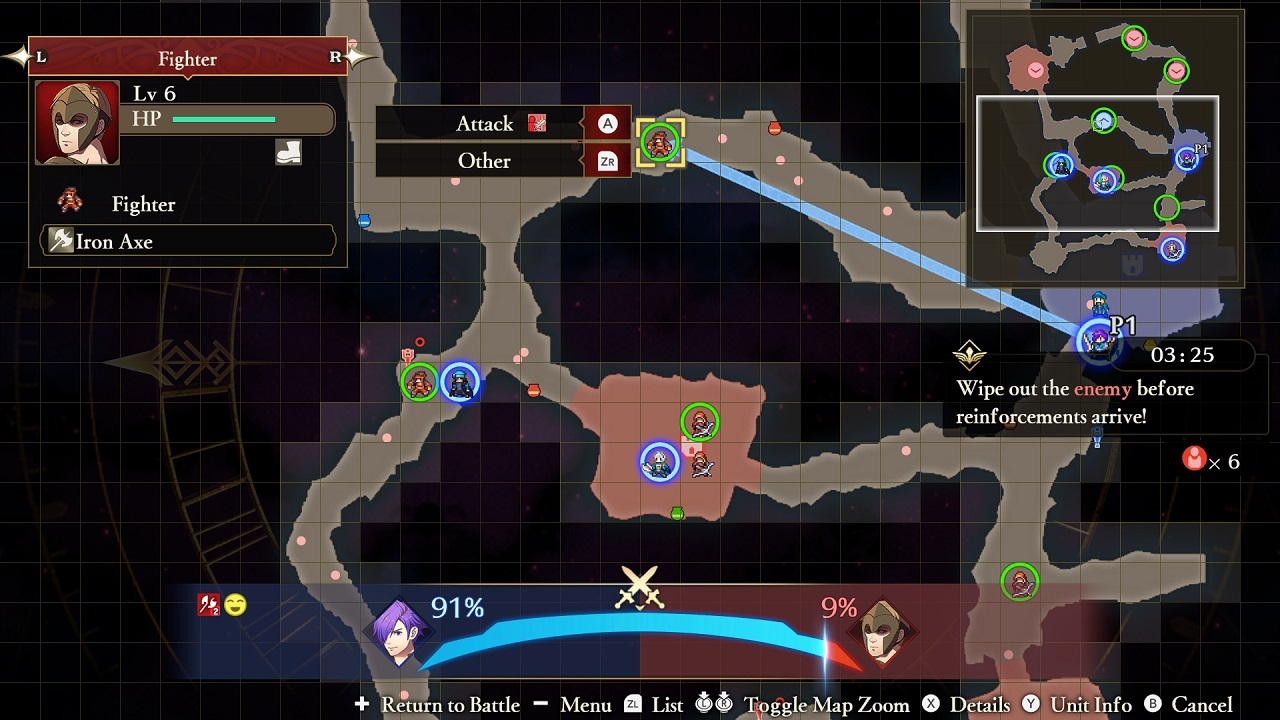 L Fighter R
Lv 6
HP
Fighter
Iron Axe
Attack A
Other ZR
P1
P1
03:25
Wipe out the enemy before
reinforcements arrive!
× 6
2
91%
9%
+ Return to Battle − Menu ZL List L R Toggle Map Zoom X Details Y Unit Info B Cancel